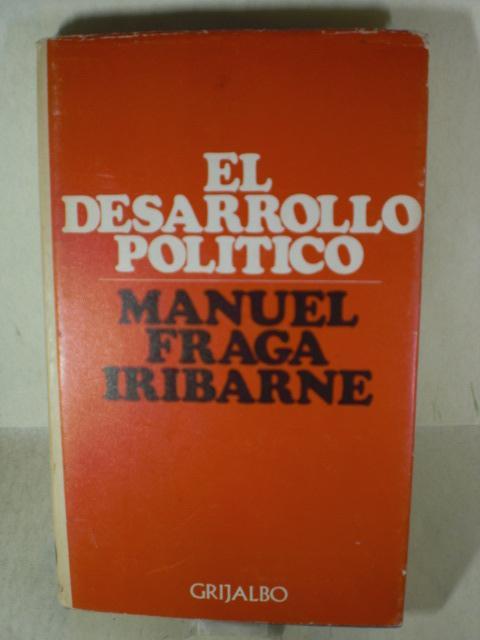 EL
DESARROLLO
POLITICO
MANUEL
FRAGA
IRIBARNE
GRIJALBO